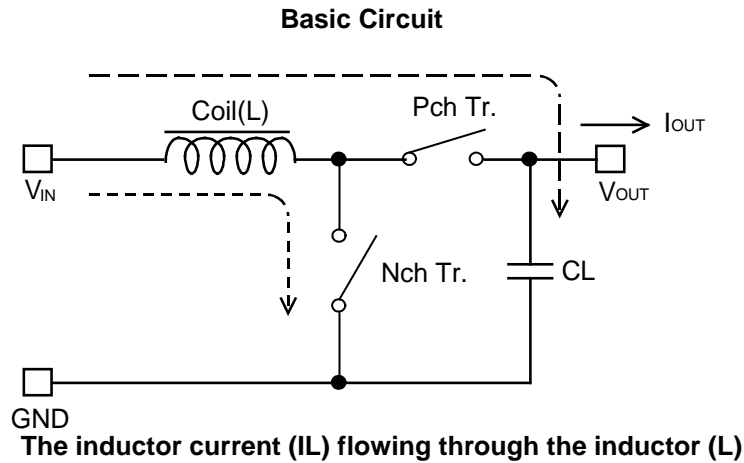 Basic Circuit
Coil(L)
Pch Tr.
IOUT
VIN
VOUT
Nch Tr.
CL
GND
The inductor current (IL) flowing through the inductor (L)